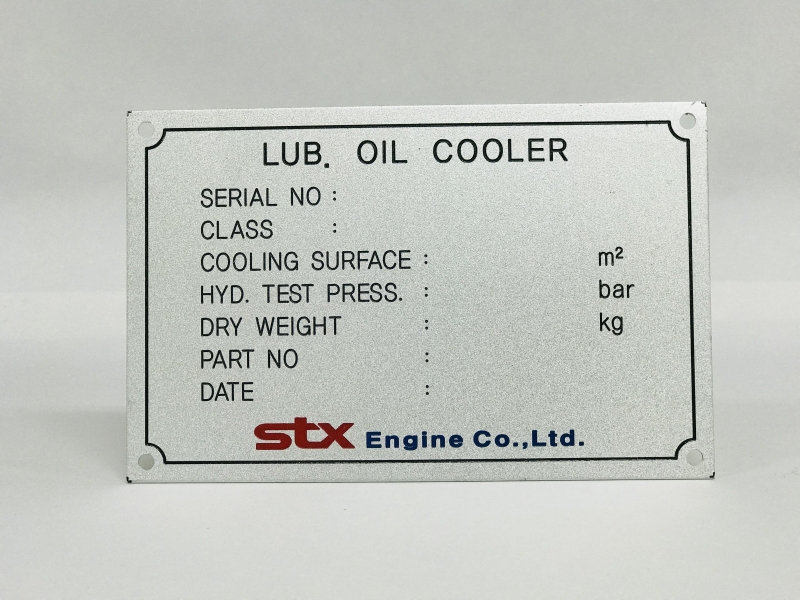 LUB. OIL COOLER
SERIAL NO :
CLASS :
COOLING SURFACE : m²
HYD. TEST PRESS. : bar
DRY WEIGHT : kg
PART NO :
DATE :
stx Engine Co.,Ltd.